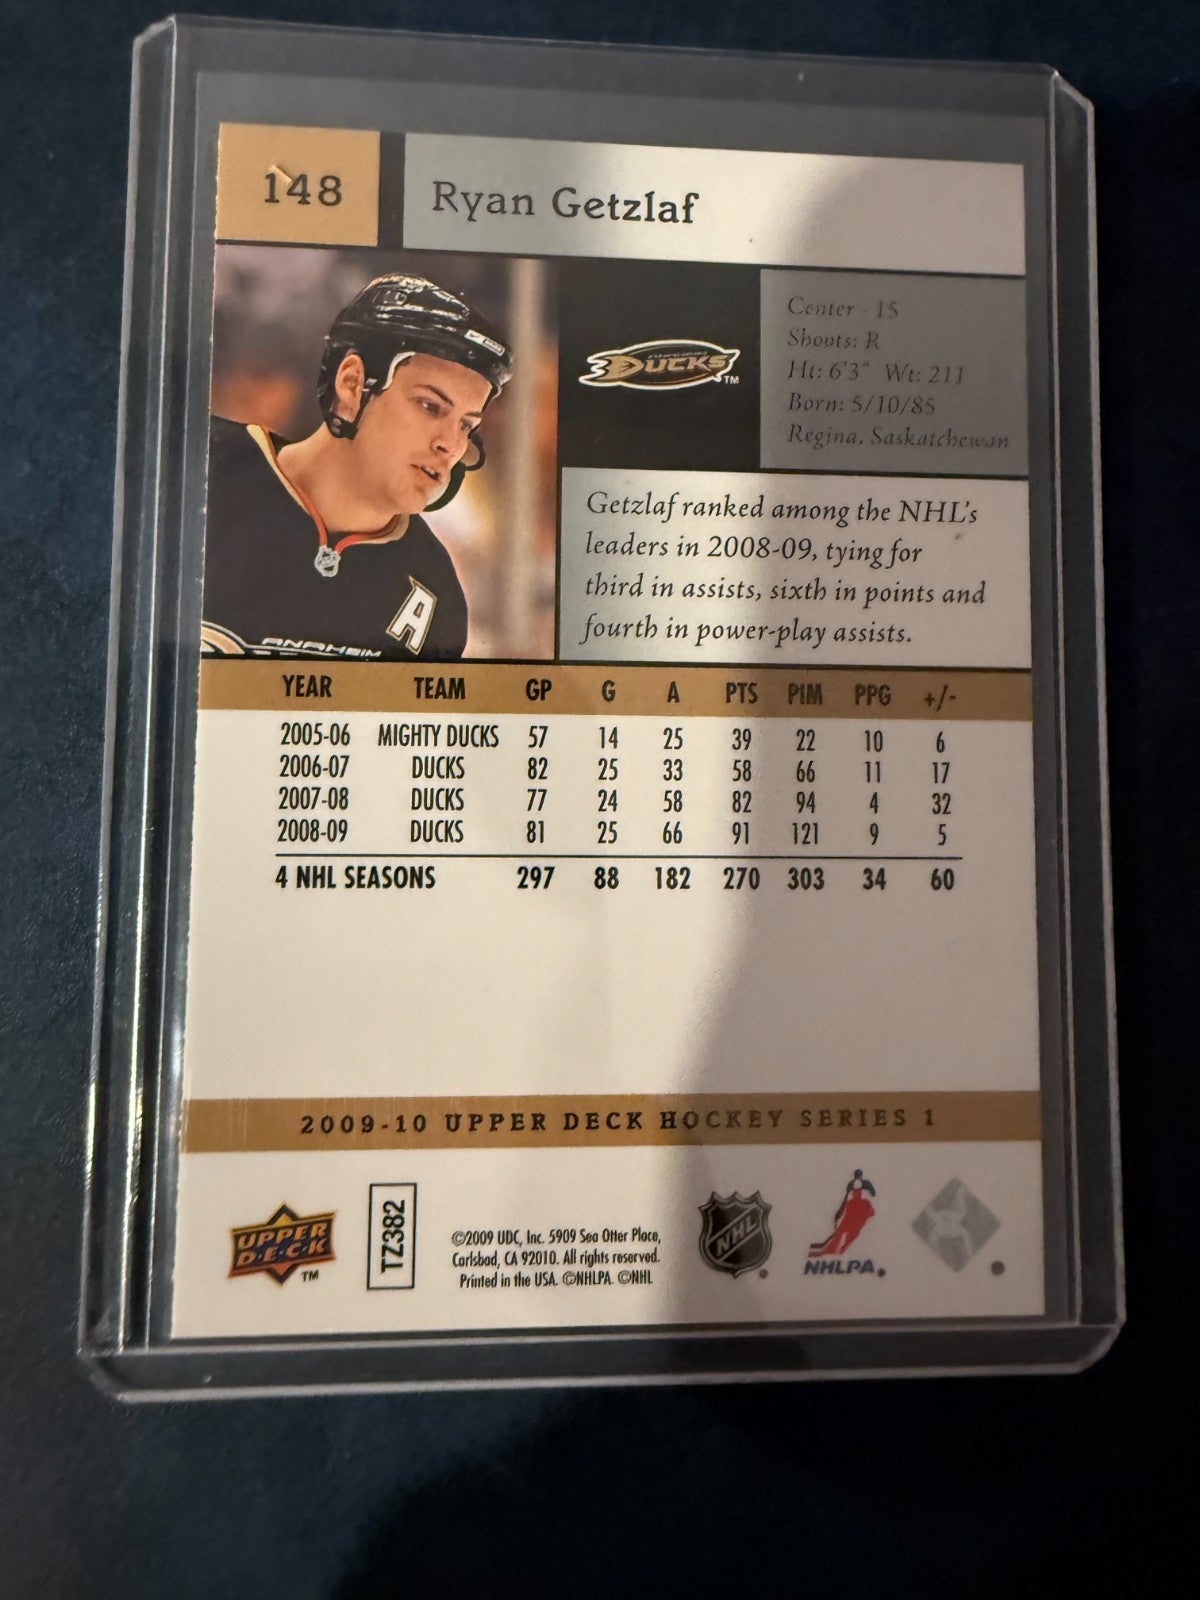 148
Ryan Getzlaf
ANAHEIM
DUCKS TM
Center · 15
Shoots: R
Ht: 6'3" Wt: 211
Born: 5/10/85
Regina, Saskatchewan
A
ANAHEIM
Getzlaf ranked among the NHL's
leaders in 2008-09, tying for
third in assists, sixth in points and
fourth in power-play assists.
YEAR TEAM GP G A PTS PIM PPG +/-
2005-06 MIGHTY DUCKS 57 14 25 39 22 10 6
2006-07 DUCKS 82 25 33 58 66 11 17
2007-08 DUCKS 77 24 58 82 94 4 32
2008-09 DUCKS 81 25 66 91 121 9 5
4 NHL SEASONS 297 88 182 270 303 34 60
2009-10 UPPER DECK HOCKEY SERIES 1
UPPER
D·E·C·K
TM
TZ382
©2009 UDC, Inc. 5909 Sea Otter Place,
Carlsbad, CA 92010. All rights reserved.
Printed in the USA. ©NHLPA. ©NHL
NHL
NHLPA